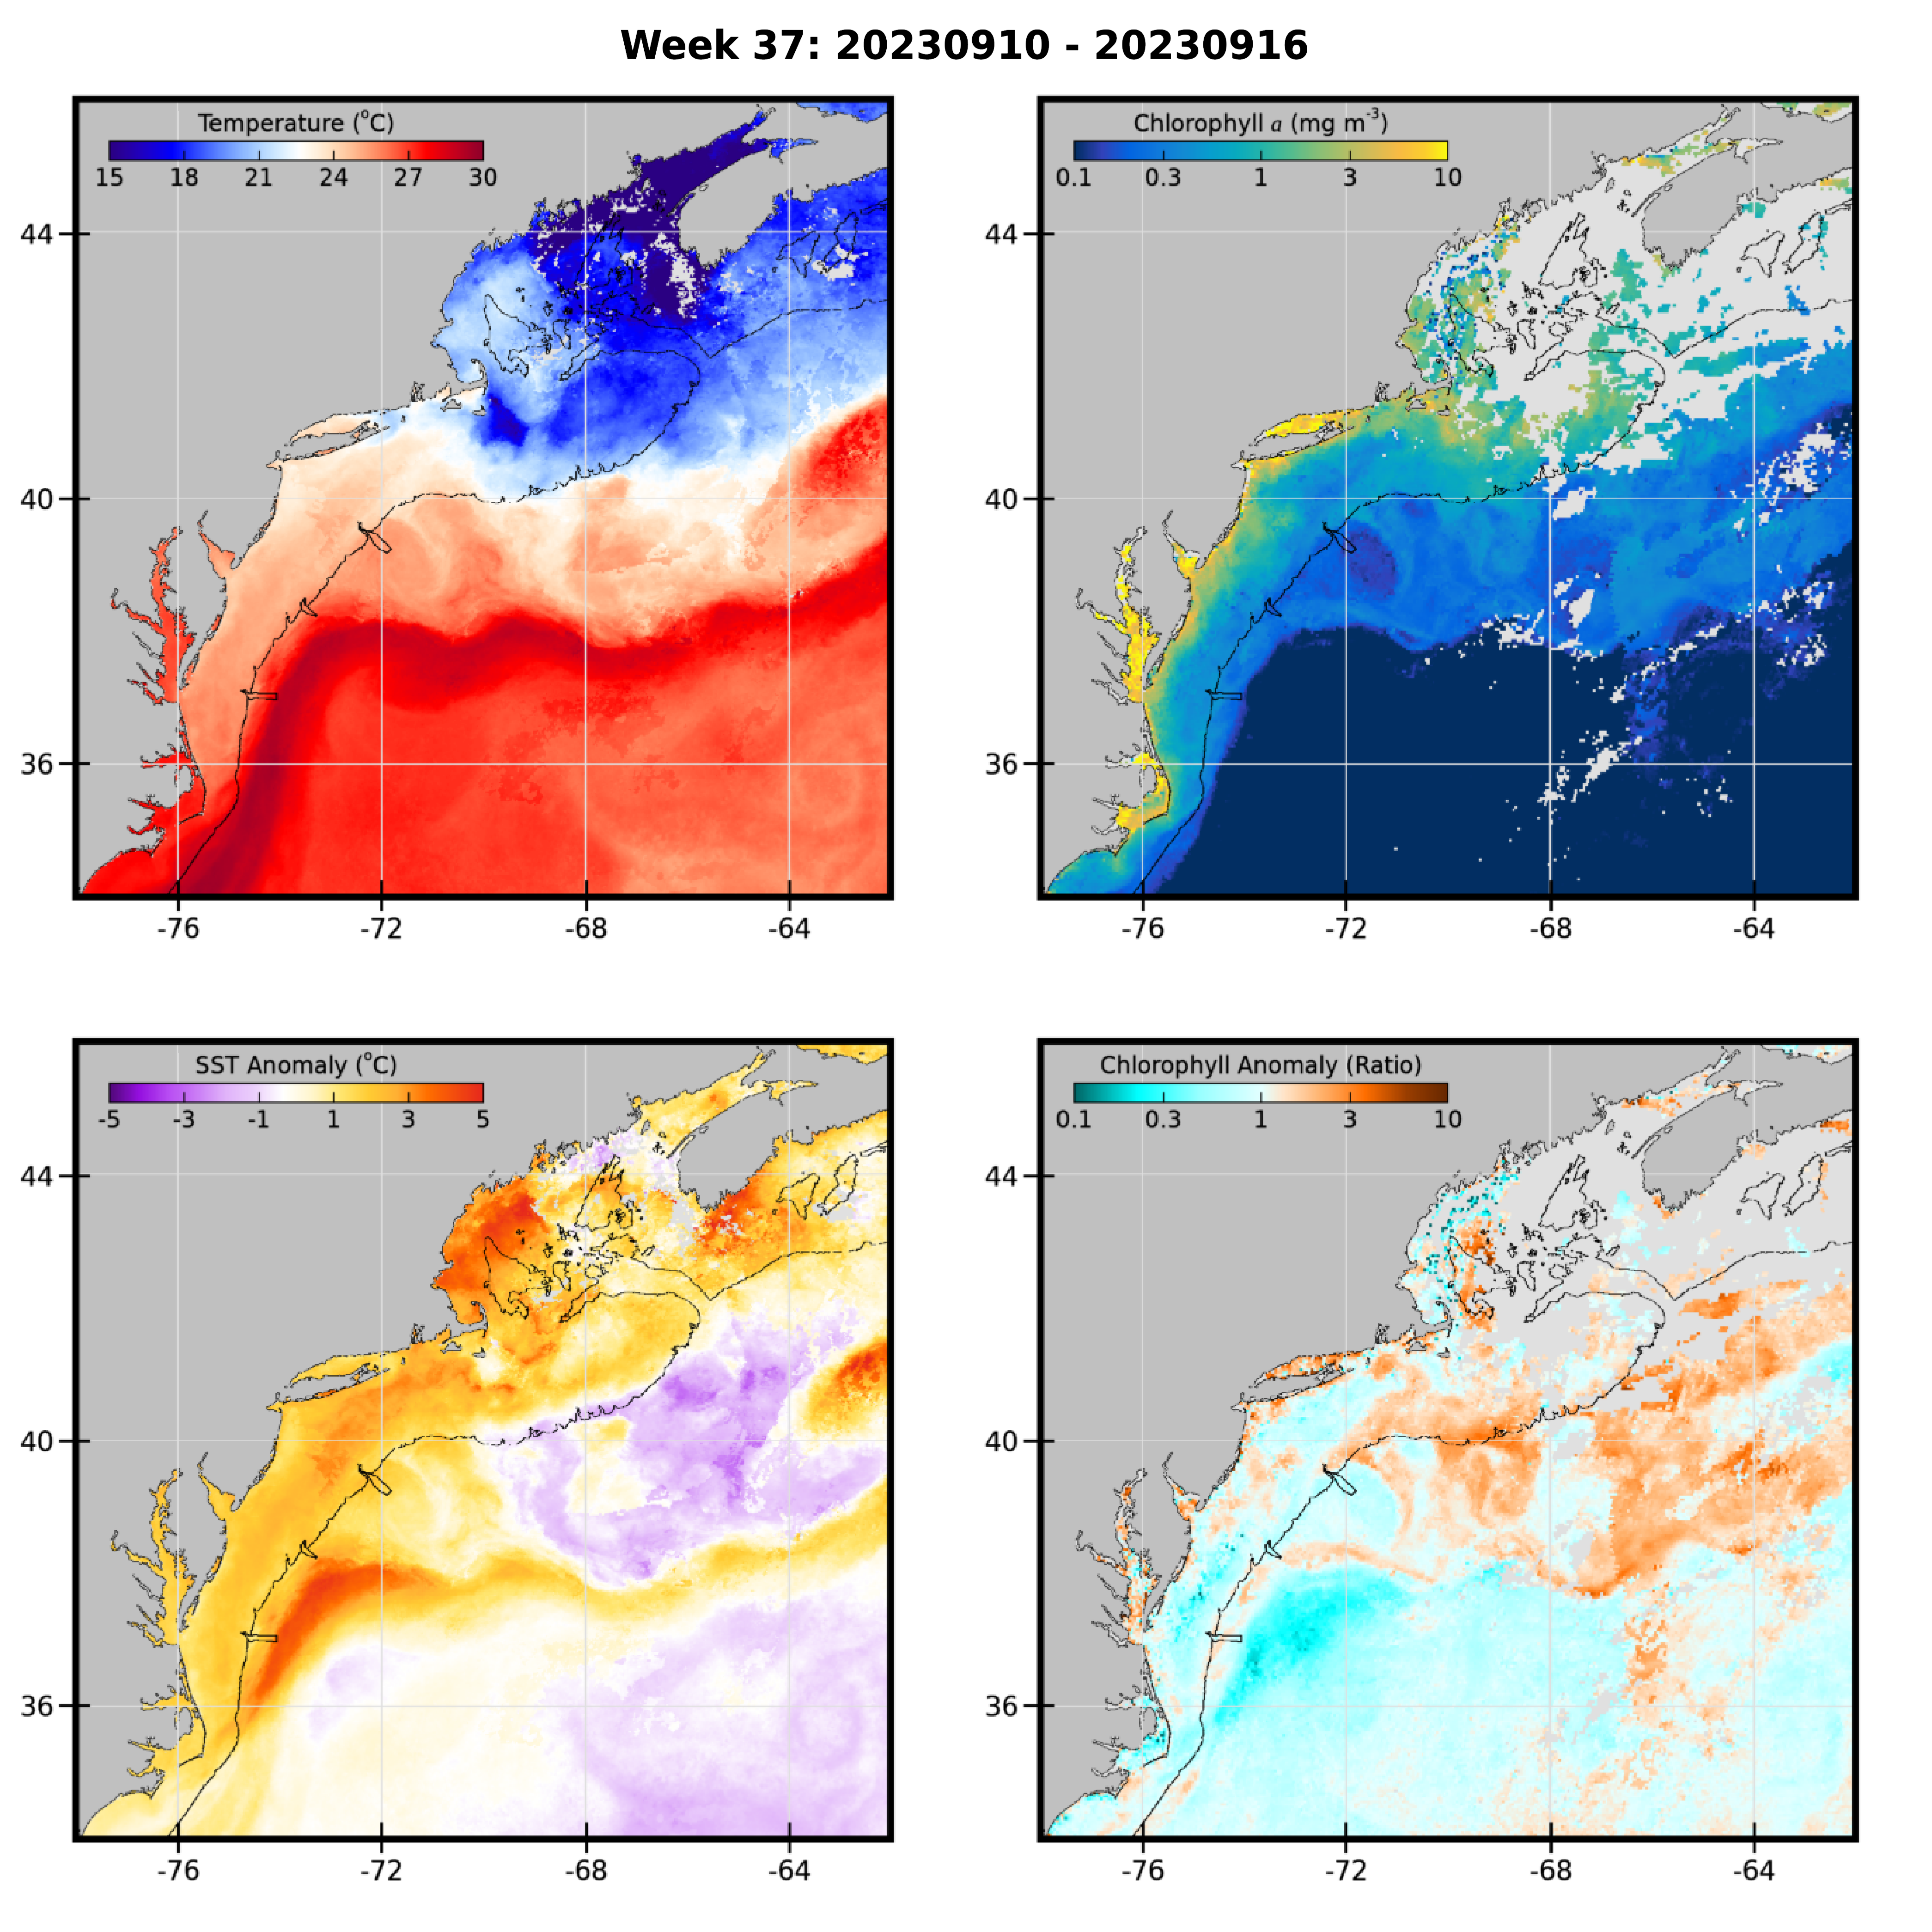 Week 37: 20230910 - 20230916
Temperature (°C)
15 18 21 24 27 30
44
40
36
-76 -72 -68 -64
Chlorophyll a (mg m⁻³)
0.1 0.3 1 3 10
44
40
36
-76 -72 -68 -64
SST Anomaly (°C)
-5 -3 -1 1 3 5
44
40
36
-76 -72 -68 -64
Chlorophyll Anomaly (Ratio)
0.1 0.3 1 3 10
44
40
36
-76 -72 -68 -64